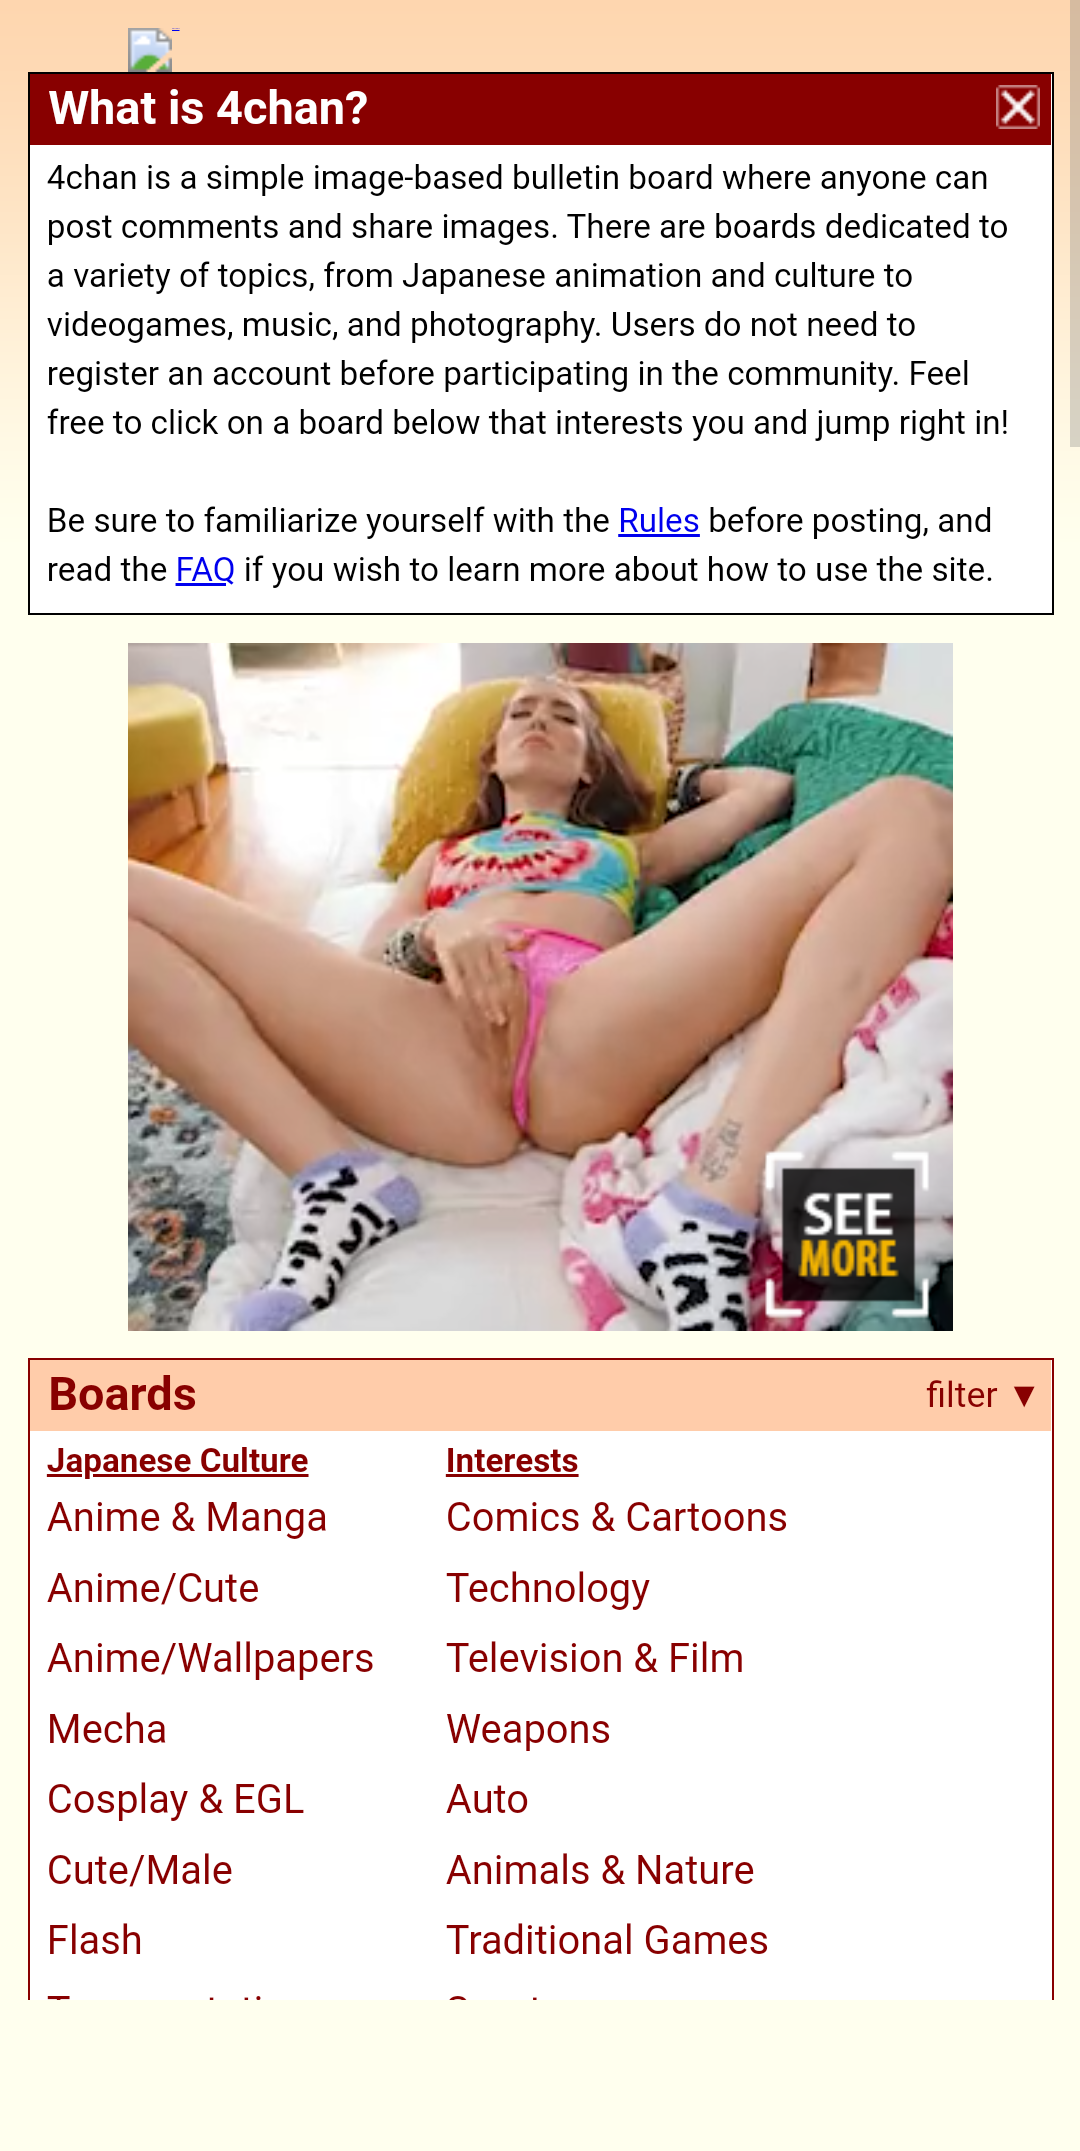 What is 4chan?
4chan is a simple image-based bulletin board where anyone can
post comments and share images. There are boards dedicated to
a variety of topics, from Japanese animation and culture to
videogames, music, and photography. Users do not need to
register an account before participating in the community. Feel
free to click on a board below that interests you and jump right in!
Be sure to familiarize yourself with the Rules before posting, and
read the FAQ if you wish to learn more about how to use the site.
SEE
MORE
Boards
filter ▼
Japanese Culture
Anime & Manga
Anime/Cute
Anime/Wallpapers
Mecha
Cosplay & EGL
Cute/Male
Flash
Interests
Comics & Cartoons
Technology
Television & Film
Weapons
Auto
Animals & Nature
Traditional Games